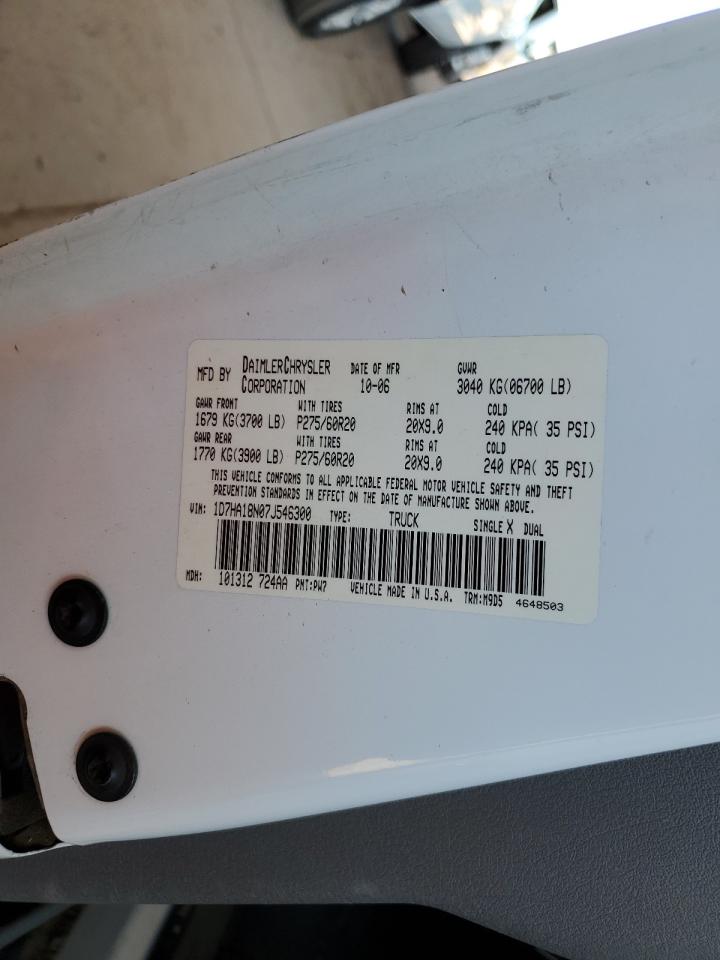 MFD BY DAIMLERCHRYSLER CORPORATION DATE OF MFR 10-06 GVWR 3040 KG(06700 LB)
GAWR FRONT WITH TIRES RIMS AT COLD
1679 KG(3700 LB) P275/60R20 20X9.0 240 KPA( 35 PSI)
GAWR REAR WITH TIRES RIMS AT COLD
1770 KG(3900 LB) P275/60R20 20X9.0 240 KPA( 35 PSI)
THIS VEHICLE CONFORMS TO ALL APPLICABLE FEDERAL MOTOR VEHICLE SAFETY AND THEFT
PREVENTION STANDARDS IN EFFECT ON THE DATE OF MANUFACTURE SHOWN ABOVE.
VIN: 1D7HA18N07J546300 TYPE: TRUCK SINGLE X DUAL
MDH: 101312 724AA PNT:PW7 VEHICLE MADE IN U.S.A. TRM:M9D5 4648503